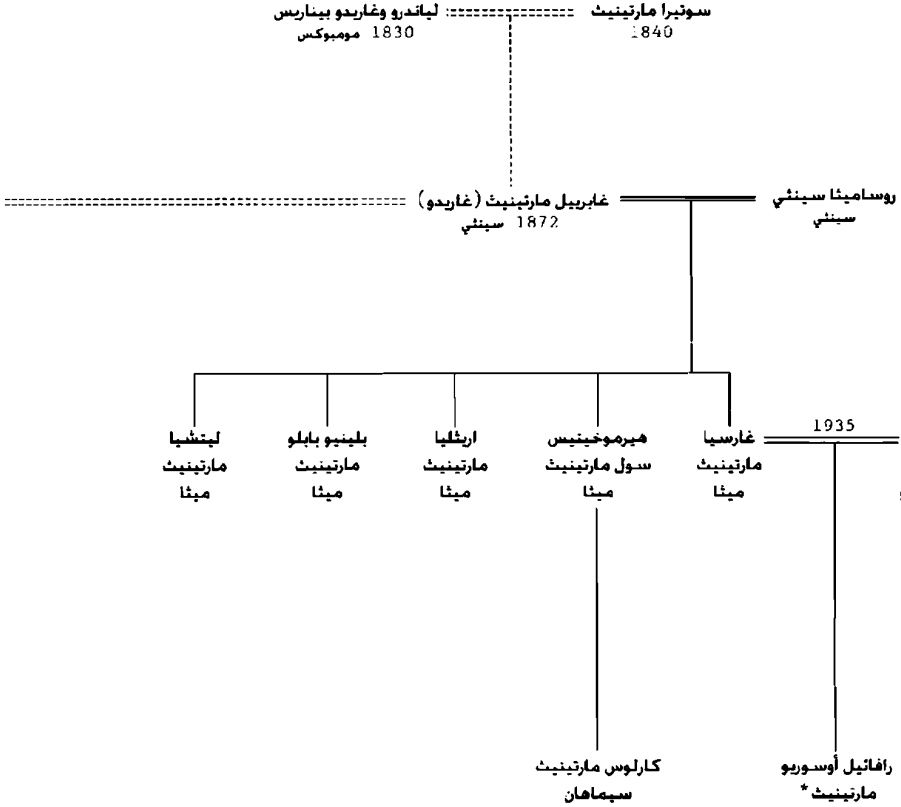 سوتيرا مارتينيث
1840
لياندرو وغاريدو بيناريس
1830 مومبوكس
روساميثا سينثي
سينثي
غابرييل مارتينيث (غاريدو)
1872 سينثي
1935
غارسيا
مارتينيث
ميثا
هيرموخينيس
سول مارتينيث
ميثا
اريثليا
مارتينيث
ميثا
بلينيو بابلو
مارتينيث
ميثا
ليتشيا
مارتينيث
ميثا
رافائيل أوسوريو
مارتينيث *
كارلوس مارتينيث
سيماهان